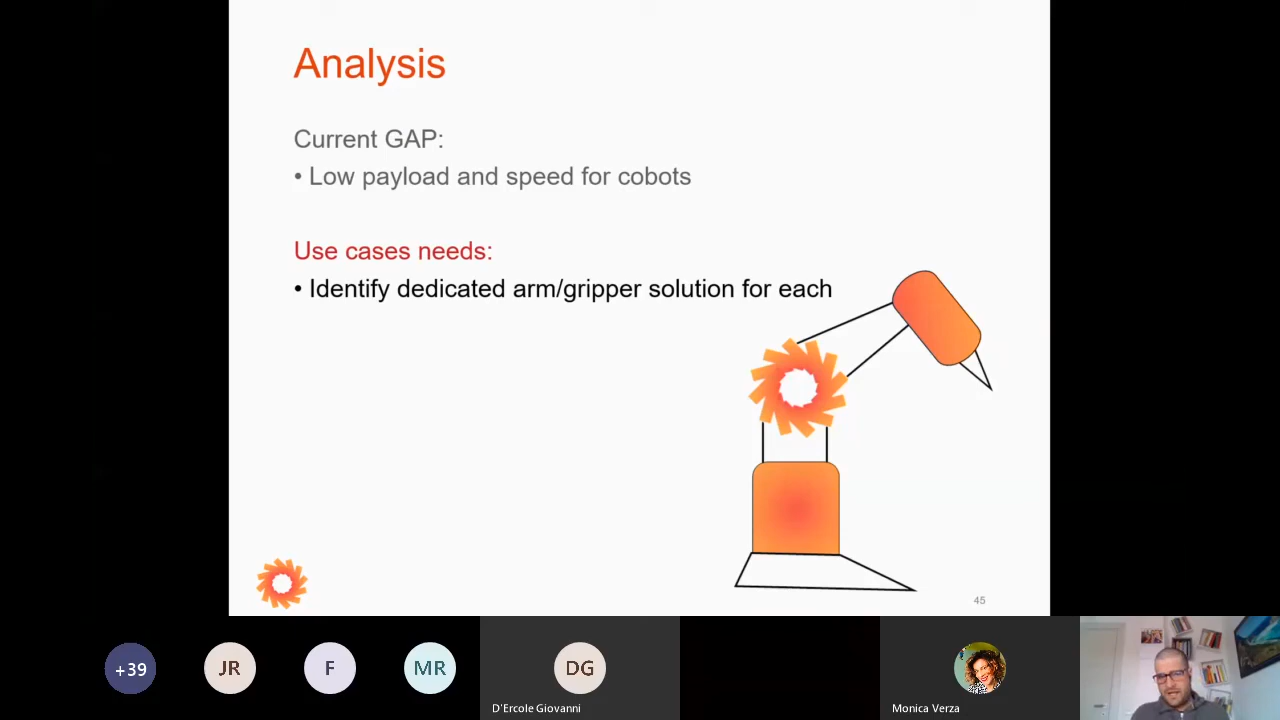 Analysis
Current GAP:
• Low payload and speed for cobots
Use cases needs:
• Identify dedicated arm/gripper solution for each
45
+39
JR
F
MR
DG
D'Ercole Giovanni
Monica Verza